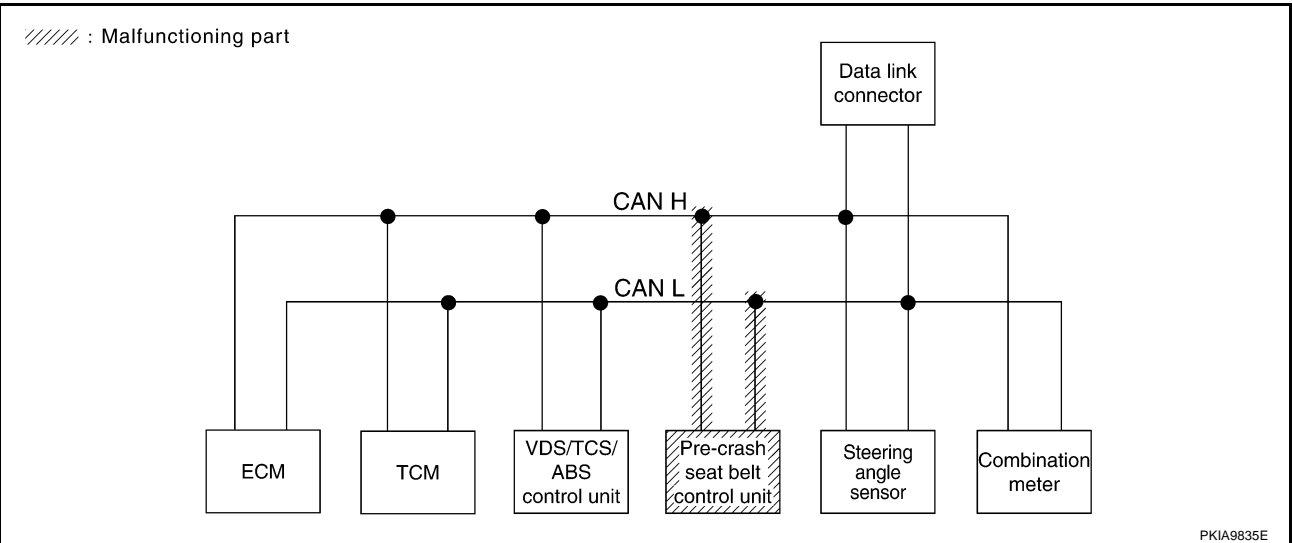 : Malfunctioning part
Data link
connector
CAN H
CAN L
ECM
TCM
VDS/TCS/
ABS
control unit
Pre-crash
seat belt
control unit
Steering
angle
sensor
Combination
meter
PKIA9835E